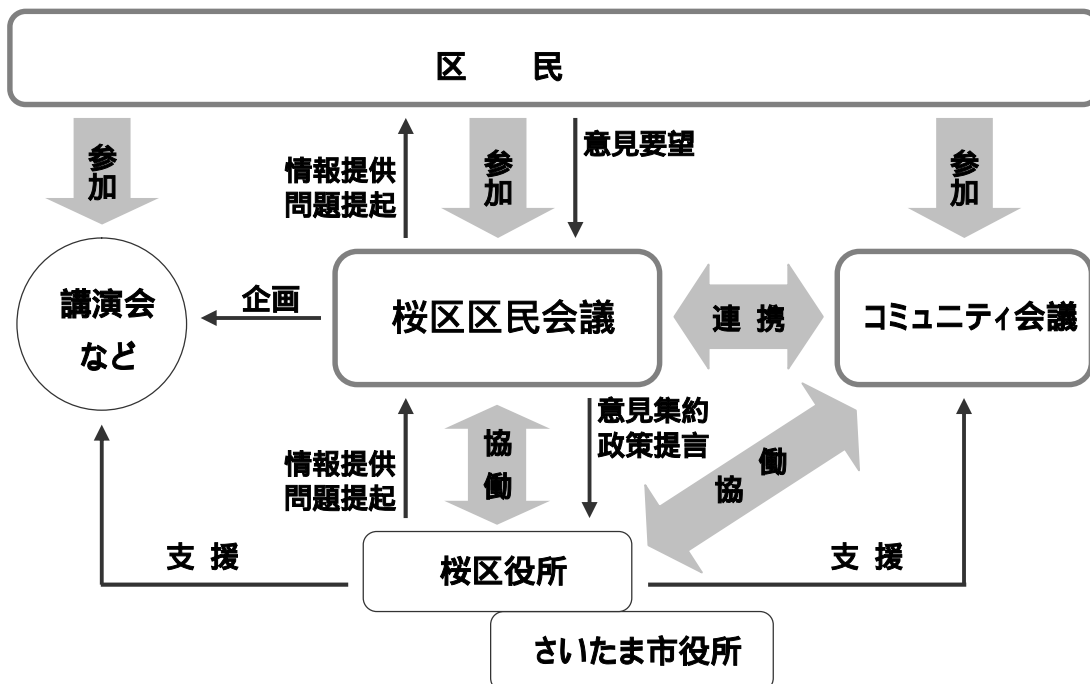 区 民
参加
情報提供
問題提起
参加
意見要望
参加
講演会
など
企画
桜区区民会議
連 携
コミュニティ会議
情報提供
問題提起
協働
意見集約
政策提言
協働
支 援
桜区役所
支 援
さいたま市役所